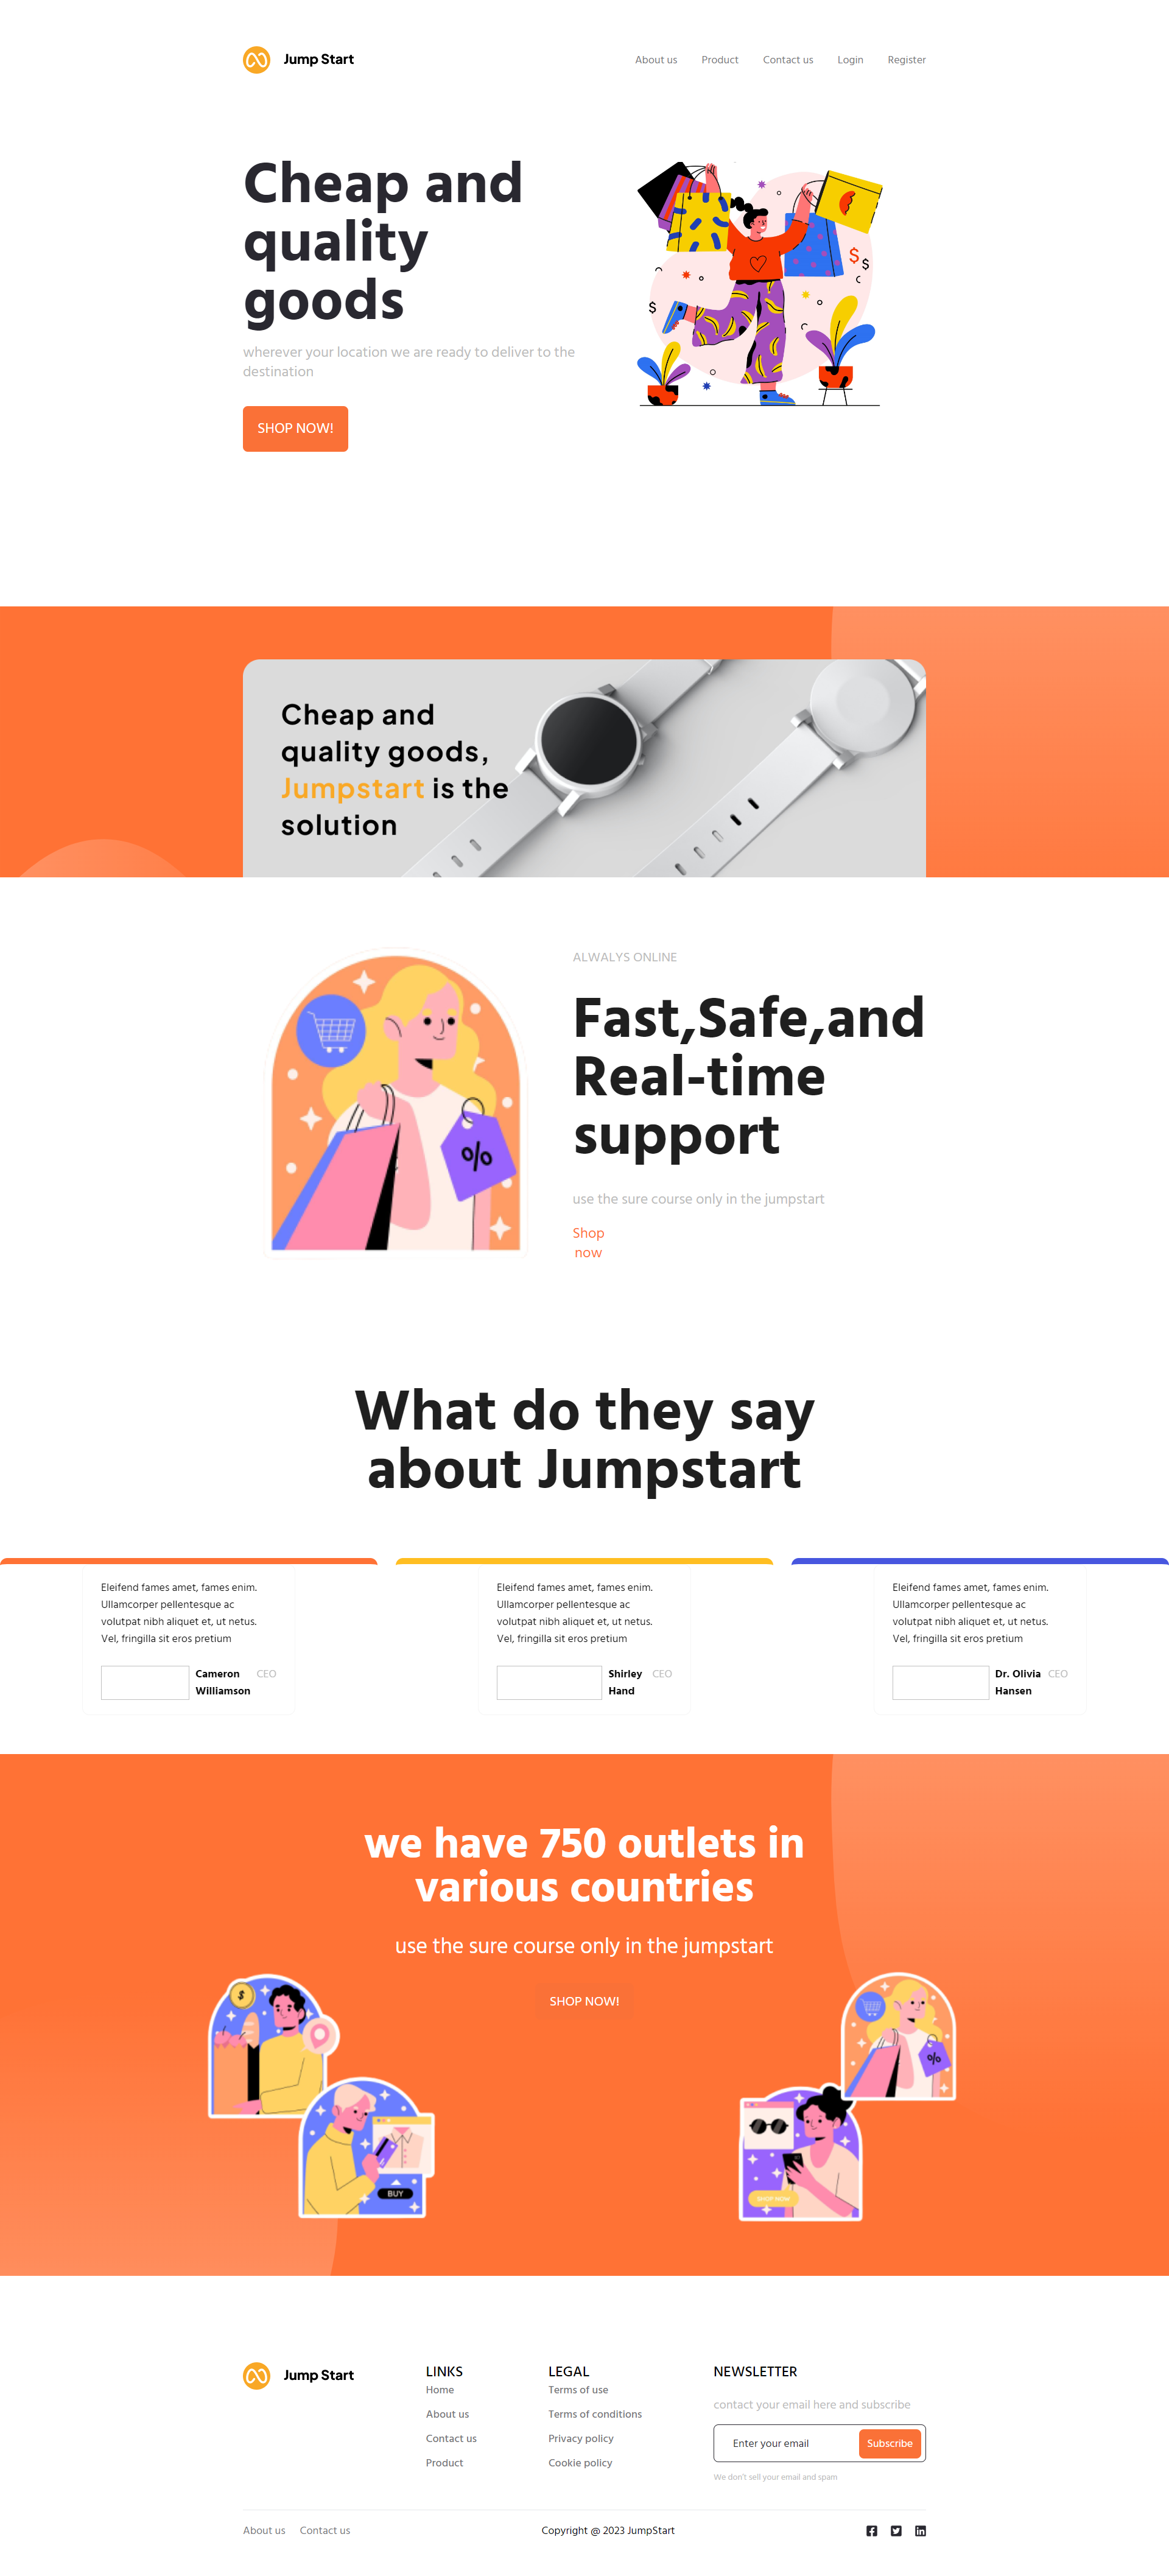 Jump Start
About us Product Contact us Login Register
Cheap and
quality
goods
wherever your location we are ready to deliver to the
destination
SHOP NOW!
Cheap and
quality goods,
Jumpstart is the
solution
ALWALYS ONLINE
Fast,Safe,and
Real-time
support
use the sure course only in the jumpstart
Shop
now
%
What do they say
about Jumpstart
Eleifend fames amet, fames enim.
Ullamcorper pellentesque ac
volutpat nibh aliquet et, ut netus.
Vel, fringilla sit eros pretium
Cameron CEO
Williamson
Eleifend fames amet, fames enim.
Ullamcorper pellentesque ac
volutpat nibh aliquet et, ut netus.
Vel, fringilla sit eros pretium
Shirley CEO
Hand
Eleifend fames amet, fames enim.
Ullamcorper pellentesque ac
volutpat nibh aliquet et, ut netus.
Vel, fringilla sit eros pretium
Dr. Olivia CEO
Hansen
we have 750 outlets in
various countries
use the sure course only in the jumpstart
SHOP NOW!
$
BUY
%
SHOP NOW
Jump Start
LINKS
Home
About us
Contact us
Product
LEGAL
Terms of use
Terms of conditions
Privacy policy
Cookie policy
NEWSLETTER
contact your email here and subscribe
Enter your email Subscribe
We don't sell your email and spam
About us Contact us
Copyright @ 2023 JumpStart